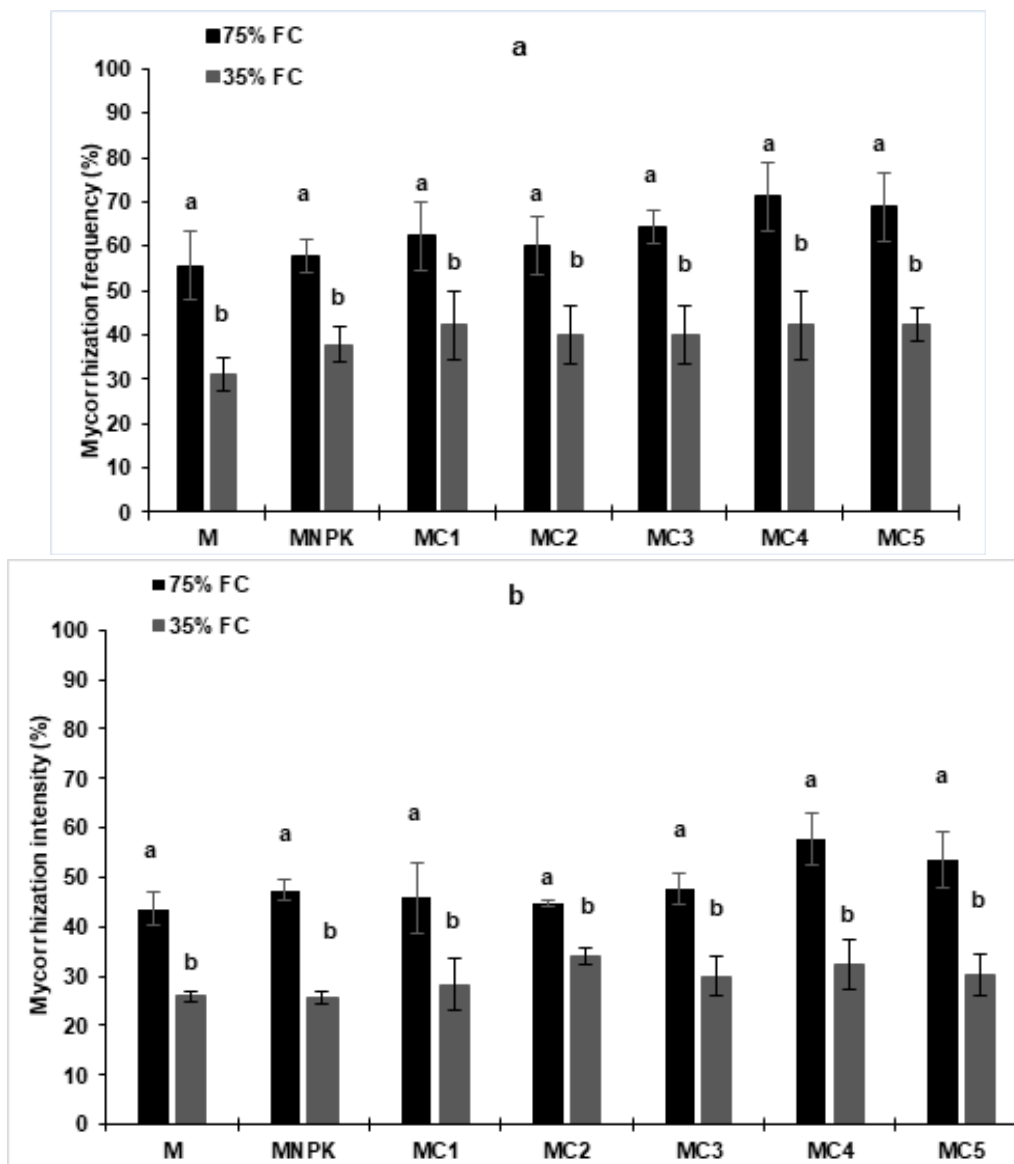 75% FC
35% FC
a
Mycorrhization frequency (%)
100
90
80
70
60
50
40
30
20
10
0
a a a a a a a
b b b b b b b
M MNPK MC1 MC2 MC3 MC4 MC5
75% FC
35% FC
b
Mycorrhization intensity (%)
100
90
80
70
60
50
40
30
20
10
0
a a a a a a a
b b b b b b b
M MNPK MC1 MC2 MC3 MC4 MC5